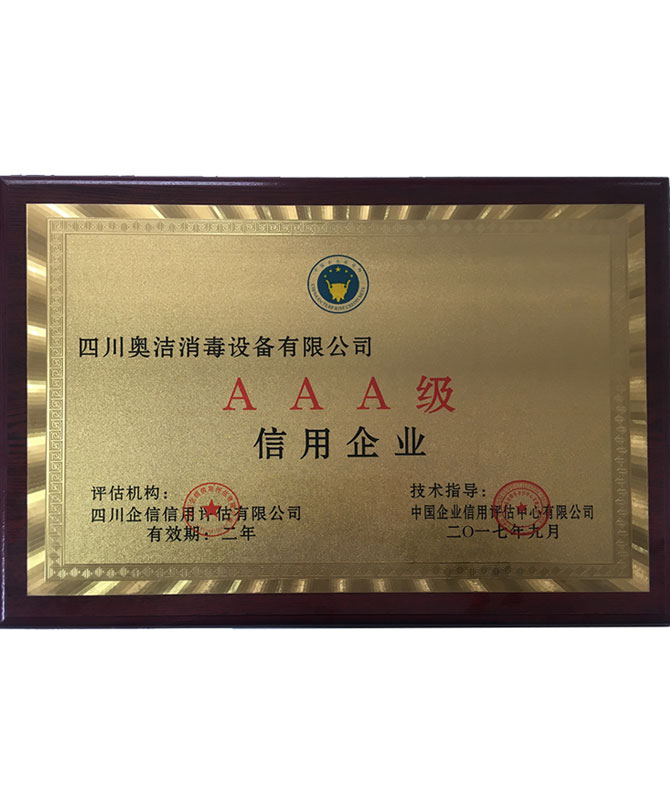 四川奥洁消毒设备有限公司
AAA级
信用企业
评估机构：
四川企信信用评估有限公司
有效期：二年
技术指导：
中国企业信用评估中心有限公司
二〇一七年九月